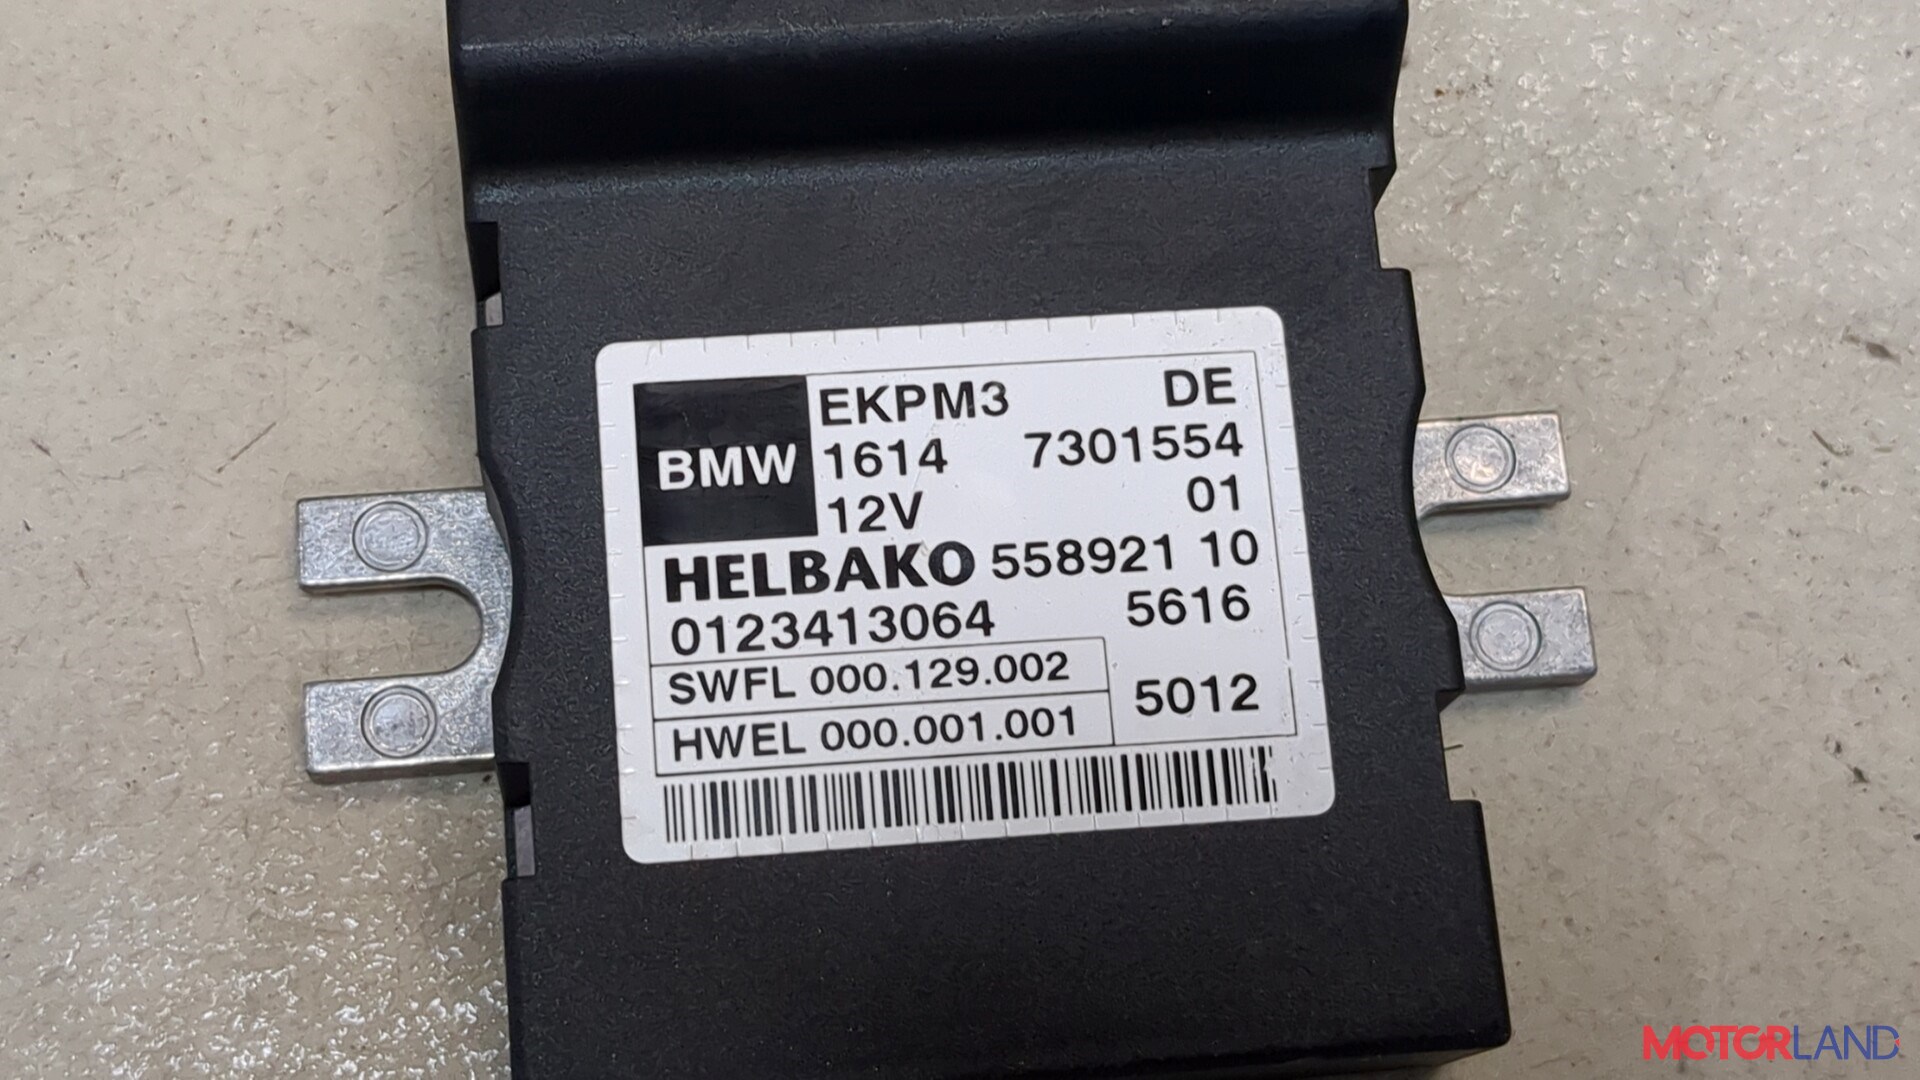 EKPM3 DE
BMW 1614 7301554
12V 01
HELBAKO 558921 10
0123413064 5616
SWFL 000.129.002
HWEL 000.001.001 5012
MOTORLAND